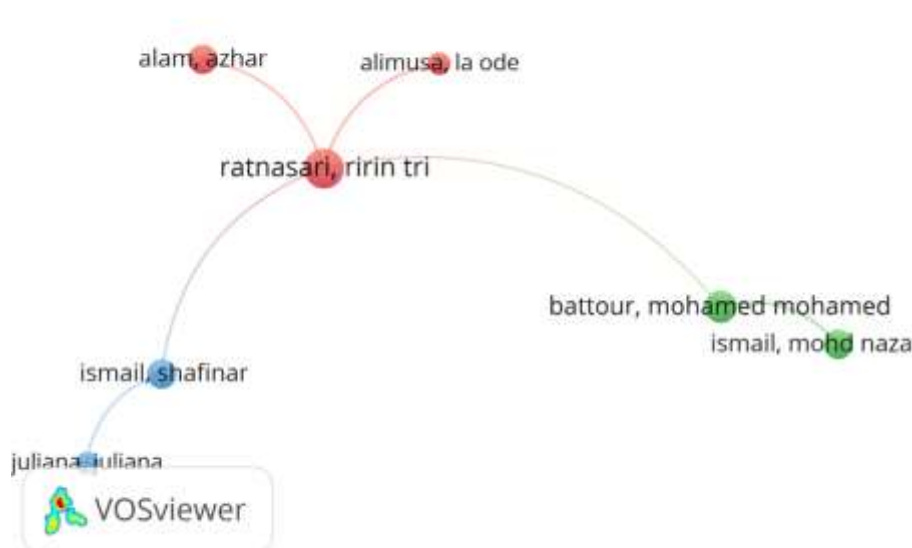 alam, azhar
alimusa, la ode
ratnasari, ririn tri
battour, mohamed mohamed
ismail, mohd naza
ismail, shafinar
juliana, juliana
VOSviewer